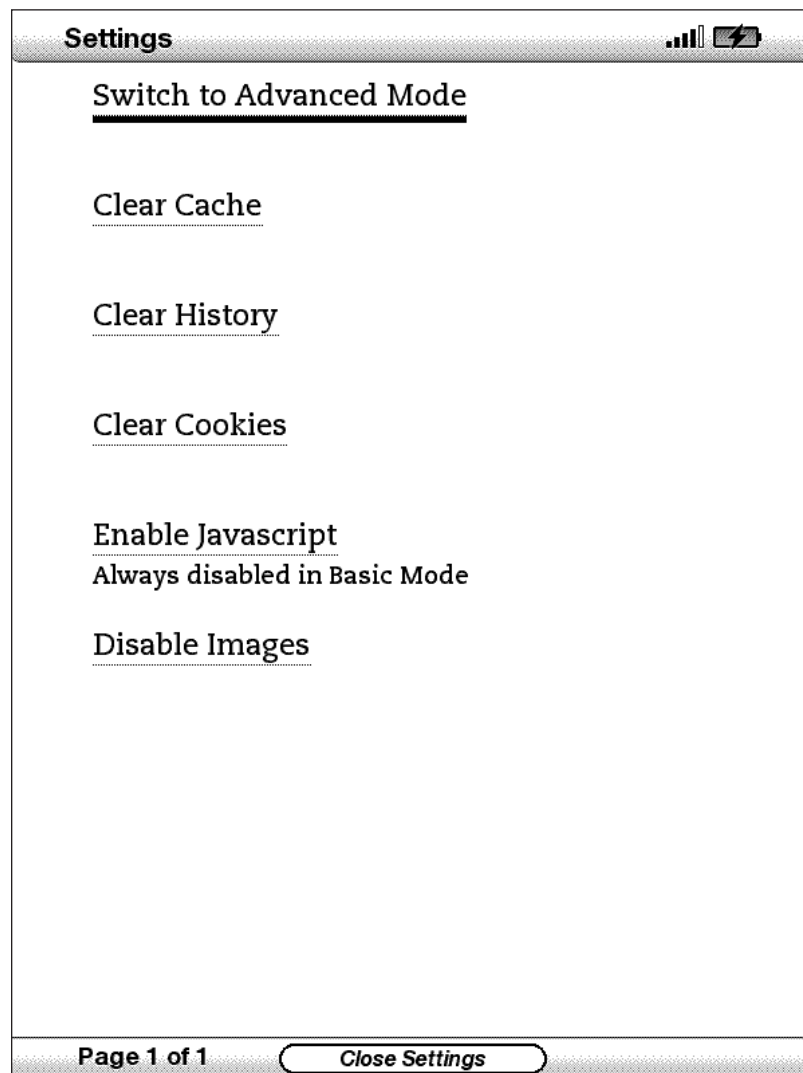 Settings
Switch to Advanced Mode
Clear Cache
Clear History
Clear Cookies
Enable Javascript
Always disabled in Basic Mode
Disable Images
Page 1 of 1 Close Settings